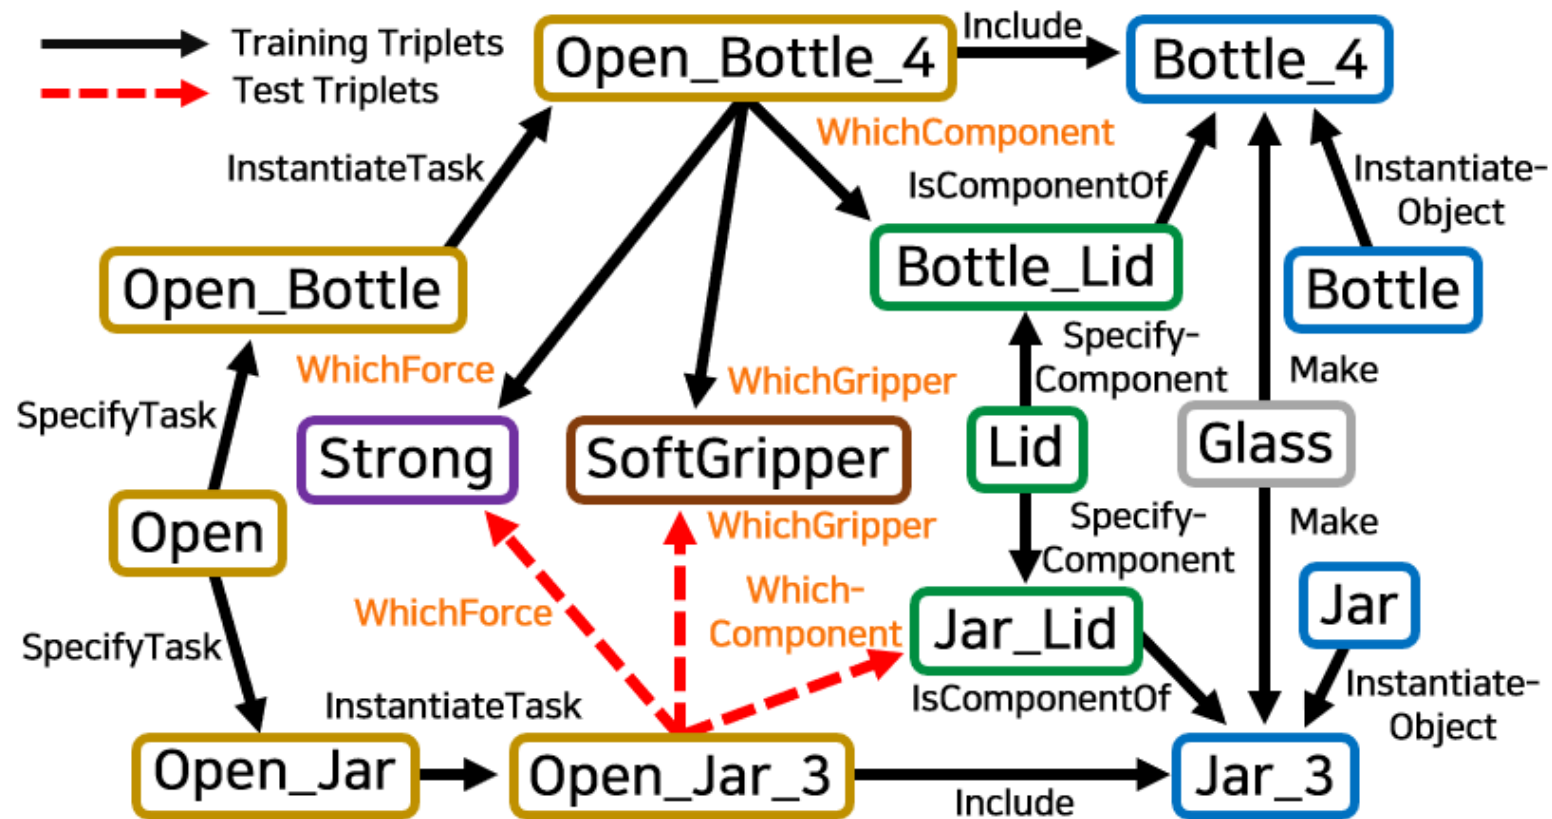 Training Triplets
Test Triplets
Open_Bottle_4
Include
Bottle_4
WhichComponent
InstantiateTask
IsComponentOf
Instantiate-
Object
Open_Bottle
Bottle_Lid
Bottle
WhichForce
WhichGripper
Specify-
Component
Make
SpecifyTask
Strong
SoftGripper
Lid
Glass
Open
WhichGripper
Specify-
Component
Make
WhichForce
Which-
Component
Jar_Lid
Jar
SpecifyTask
InstantiateTask
IsComponentOf
Instantiate-
Object
Open_Jar
Open_Jar_3
Include
Jar_3